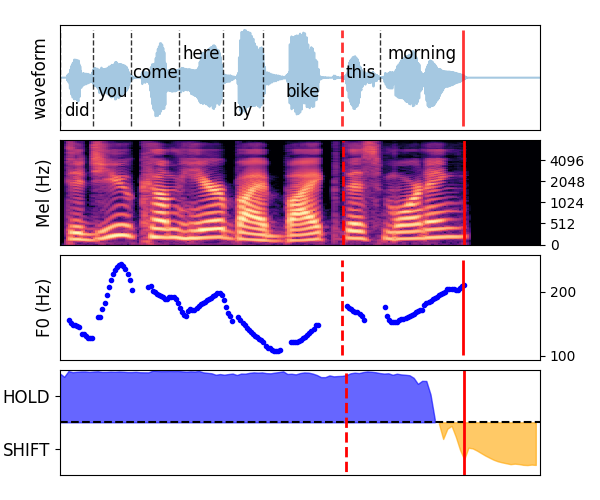 waveform
did you come here by bike this morning
Mel (Hz)
4096
2048
1024
512
0
F0 (Hz)
200
100
HOLD
SHIFT